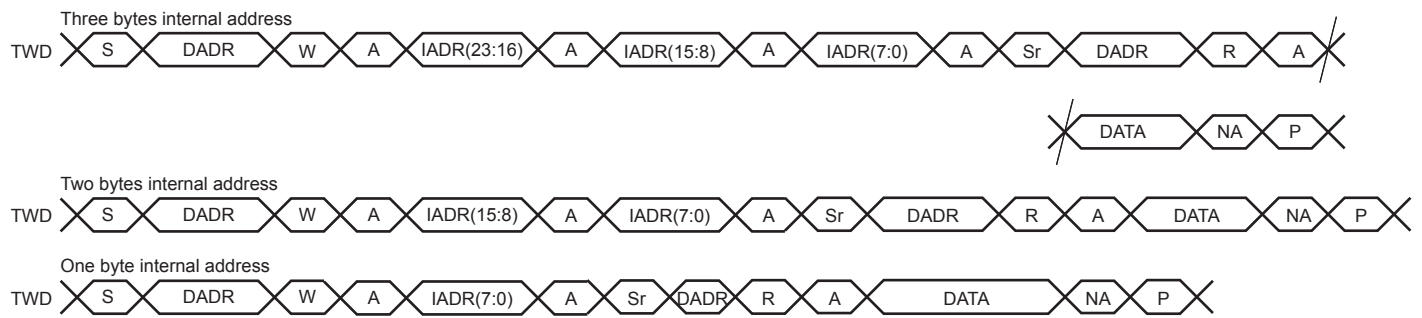 Three bytes internal address
TWD S DADR W A IADR(23:16) A IADR(15:8) A IADR(7:0) A Sr DADR R A
DATA NA P
Two bytes internal address
TWD S DADR W A IADR(15:8) A IADR(7:0) A Sr DADR R A DATA NA P
One byte internal address
TWD S DADR W A IADR(7:0) A Sr DADR R A DATA NA P